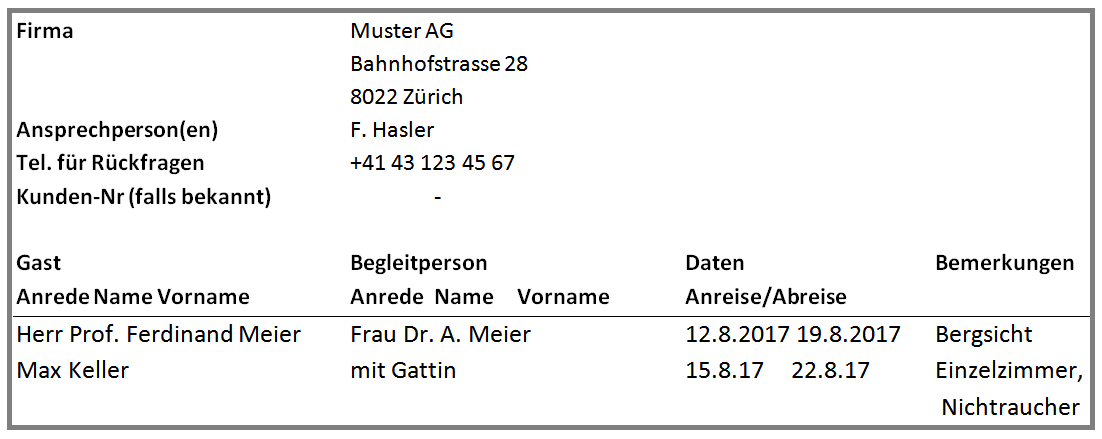 Firma Muster AG
Bahnhofstrasse 28
8022 Zürich
Ansprechperson(en) F. Hasler
Tel. für Rückfragen +41 43 123 45 67
Kunden-Nr (falls bekannt) -
Gast Begleitperson Daten Bemerkungen
Anrede Name Vorname Anrede Name Vorname Anreise/Abreise
Herr Prof. Ferdinand Meier Frau Dr. A. Meier 12.8.2017 19.8.2017 Bergsicht
Max Keller mit Gattin 15.8.17 22.8.17 Einzelzimmer,
Nichtraucher